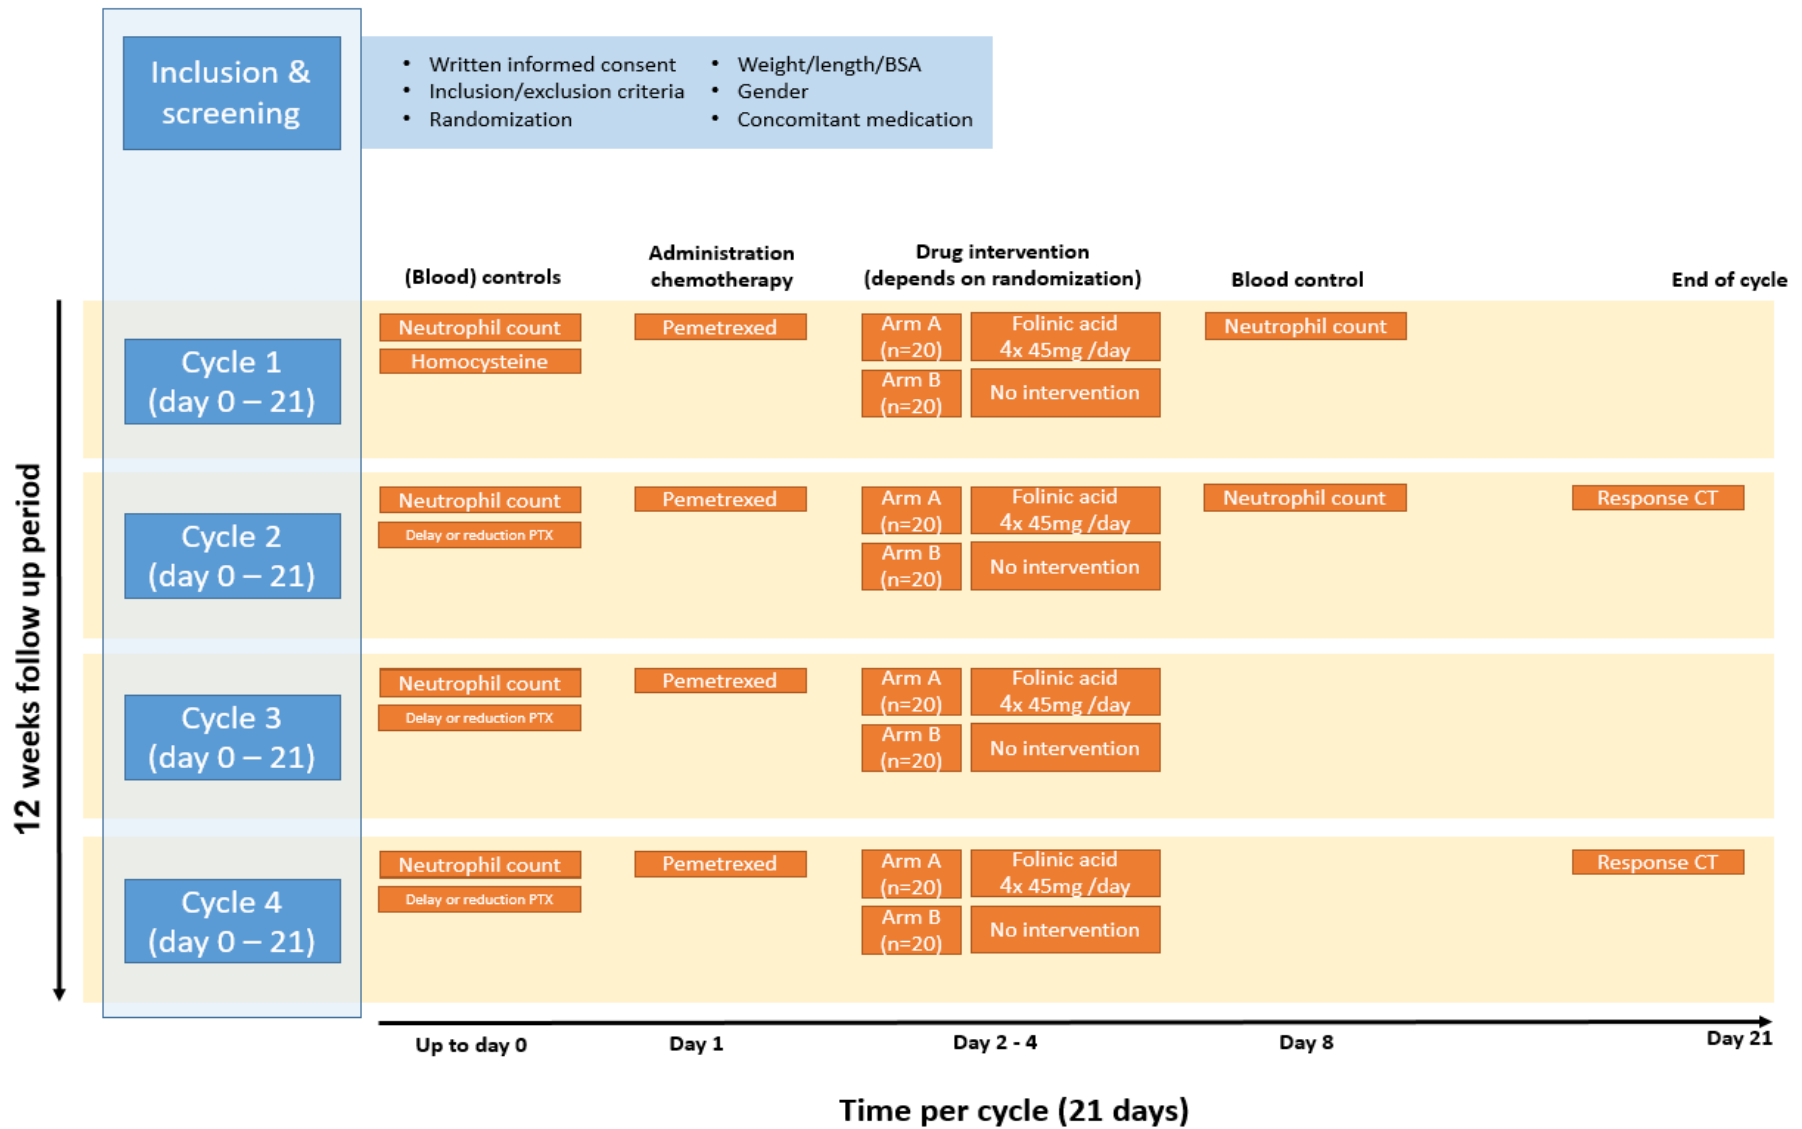 Inclusion &
screening
• Written informed consent
• Inclusion/exclusion criteria
• Randomization
• Weight/length/BSA
• Gender
• Concomitant medication
(Blood) controls
Administration
chemotherapy
Drug intervention
(depends on randomization)
Blood control
End of cycle
12 weeks follow up period
Cycle 1
(day 0 – 21)
Neutrophil count
Homocysteine
Pemetrexed
Arm A
(n=20)
Folinic acid
4x 45mg /day
Arm B
(n=20)
No intervention
Neutrophil count
Cycle 2
(day 0 – 21)
Neutrophil count
Delay or reduction PTX
Pemetrexed
Arm A
(n=20)
Folinic acid
4x 45mg /day
Arm B
(n=20)
No intervention
Neutrophil count
Response CT
Cycle 3
(day 0 – 21)
Neutrophil count
Delay or reduction PTX
Pemetrexed
Arm A
(n=20)
Folinic acid
4x 45mg /day
Arm B
(n=20)
No intervention
Cycle 4
(day 0 – 21)
Neutrophil count
Delay or reduction PTX
Pemetrexed
Arm A
(n=20)
Folinic acid
4x 45mg /day
Arm B
(n=20)
No intervention
Response CT
Up to day 0
Day 1
Day 2 - 4
Day 8
Day 21
Time per cycle (21 days)